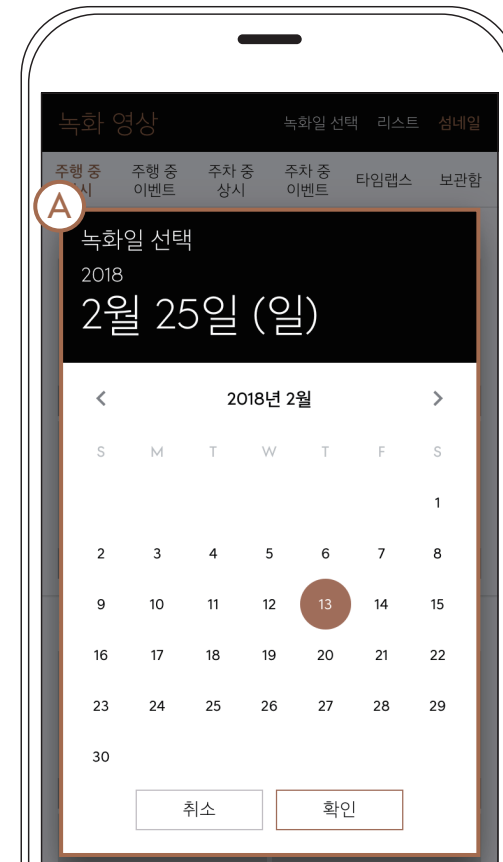 녹화 영상 녹화일 선택 리스트 섬네일
주행 중 주행 중 주차 중 주차 중 타임랩스 보관함
시 이벤트 상시 이벤트
A
녹화일 선택
2018
2월 25일 (일)
2018년 2월
S M T W T F S
1
2 3 4 5 6 7 8
9 10 11 12 13 14 15
16 17 18 19 20 21 22
23 24 25 26 27 28 29
30
취소 확인